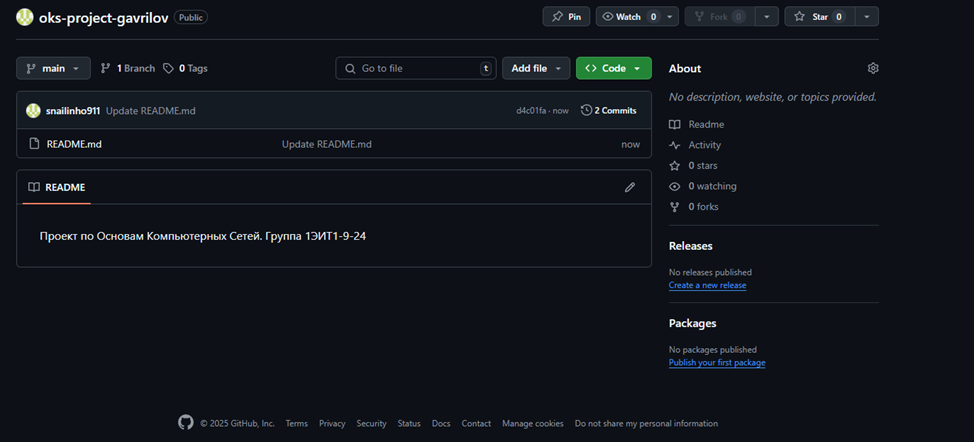 oks-project-gavrilov Public Pin Watch 0 Fork 0 Star 0
main 1 Branch 0 Tags Go to file t Add file Code
snailinho911 Update README.md d4c01fa · now 2 Commits
README.md Update README.md now
README
Проект по Основам Компьютерных Сетей. Группа 1ЭИТ1-9-24
About
No description, website, or topics provided.
Readme
Activity
0 stars
0 watching
0 forks
Releases
No releases published
Create a new release
Packages
No packages published
Publish your first package
© 2025 GitHub, Inc. Terms Privacy Security Status Docs Contact Manage cookies Do not share my personal information